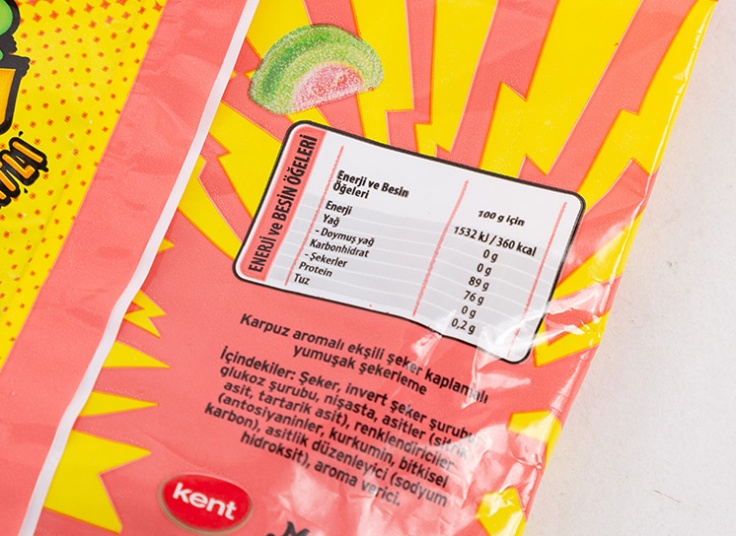 ULI
ENERJİ ve BESİN ÖĞELERİ
Enerji ve Besin
Öğeleri
100 g için
Enerji 1532 kJ / 360 kcal
Yağ 0 g
- Doymuş yağ 0 g
Karbonhidrat 89 g
- Şekerler 76 g
Protein 0 g
Tuz 0,2 g
Karpuz aromalı ekşili şeker kaplamalı
yumuşak şekerleme
İçindekiler: Şeker, invert şeker şurubu,
glukoz şurubu, nişasta, asitler (sitrik
asit, tartarik asit), renklendiriciler
(antosiyaninler, kurkumin, bitkisel
karbon), asitlik düzenleyici (sodyum
hidroksit), aroma verici.
kent